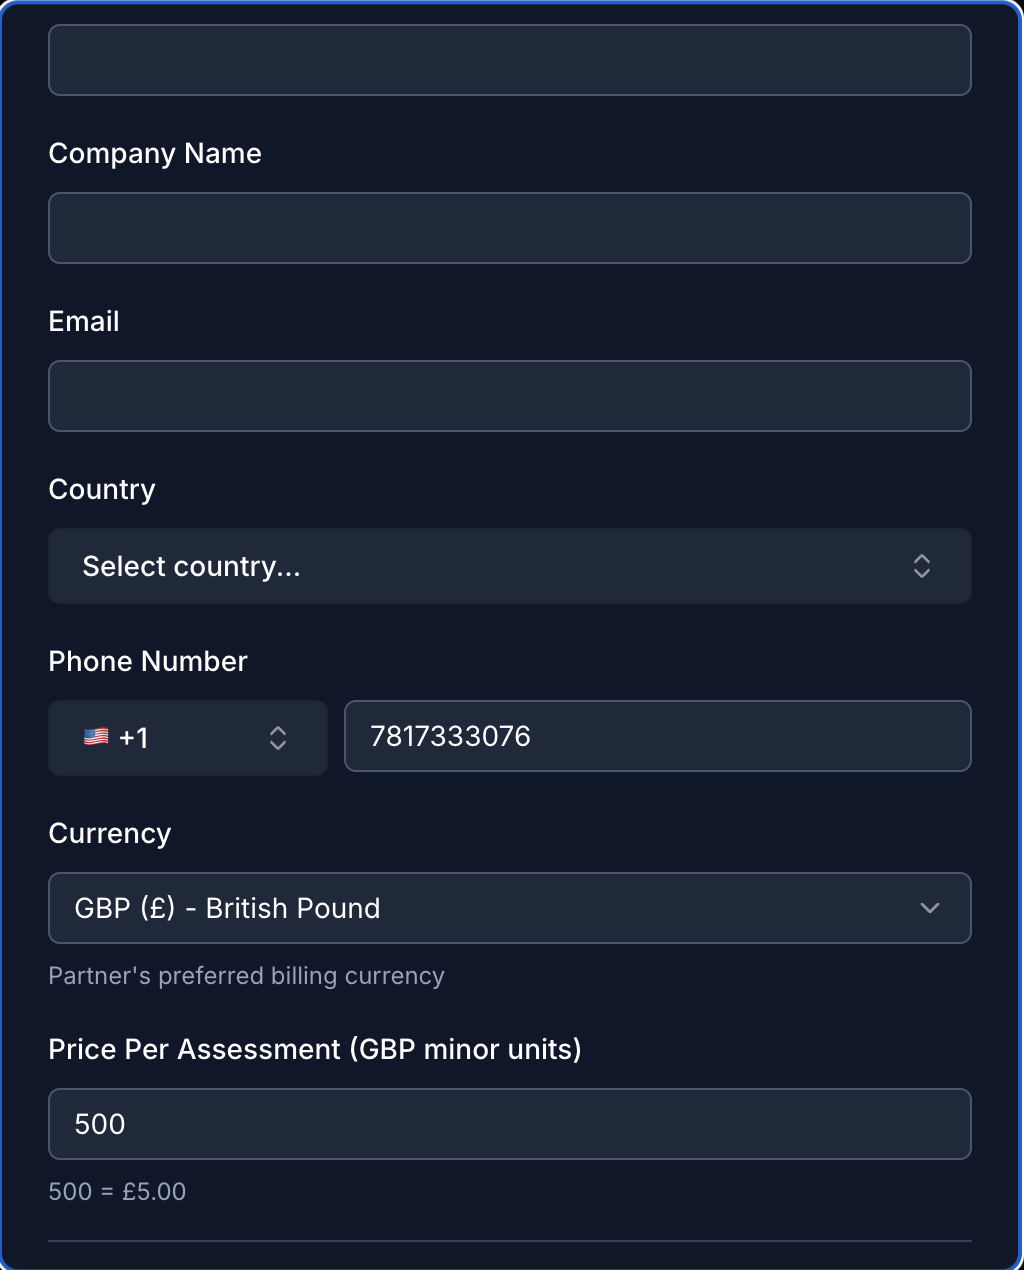 Company Name
Email
Country
Select country...
Phone Number
+1
7817333076
Currency
GBP (£) - British Pound
Partner's preferred billing currency
Price Per Assessment (GBP minor units)
500
500 = £5.00